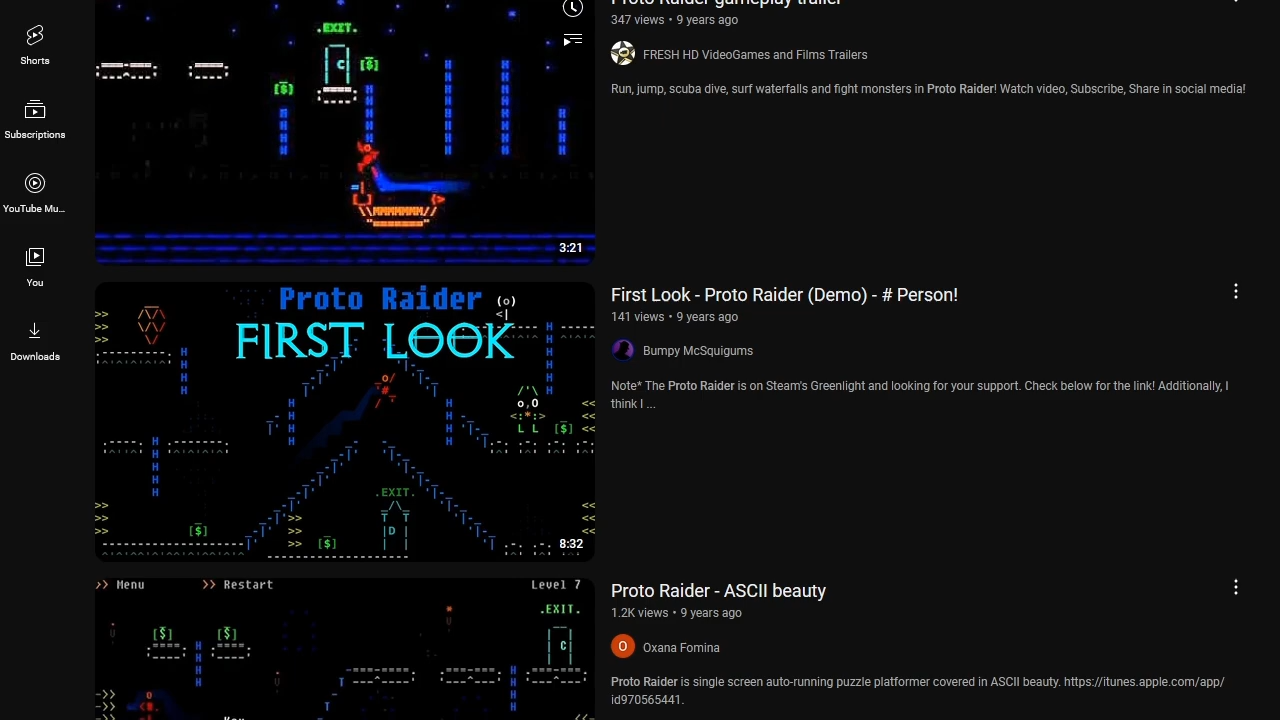 Shorts
Subscriptions
YouTube Mu...
You
Downloads
.EXIT.
C
[$]
[$]
3:21
Proto Raider gameplay trailer
347 views • 9 years ago
FRESH HD VideoGames and Films Trailers
Run, jump, scuba dive, surf waterfalls and fight monsters in Proto Raider! Watch video, Subscribe, Share in social media!
Proto Raider
FIRST LOOK
[$]
.EXIT.
D
[$]
[$]
8:32
First Look - Proto Raider (Demo) - # Person!
141 views • 9 years ago
Bumpy McSquigums
Note* The Proto Raider is on Steam's Greenlight and looking for your support. Check below for the link! Additionally, I
think I ...
>> Menu >> Restart Level 7
.EXIT.
[$] [$]
C
Proto Raider - ASCII beauty
1.2K views • 9 years ago
O
Oxana Fomina
Proto Raider is single screen auto-running puzzle platformer covered in ASCII beauty. https://itunes.apple.com/app/
id970565441.